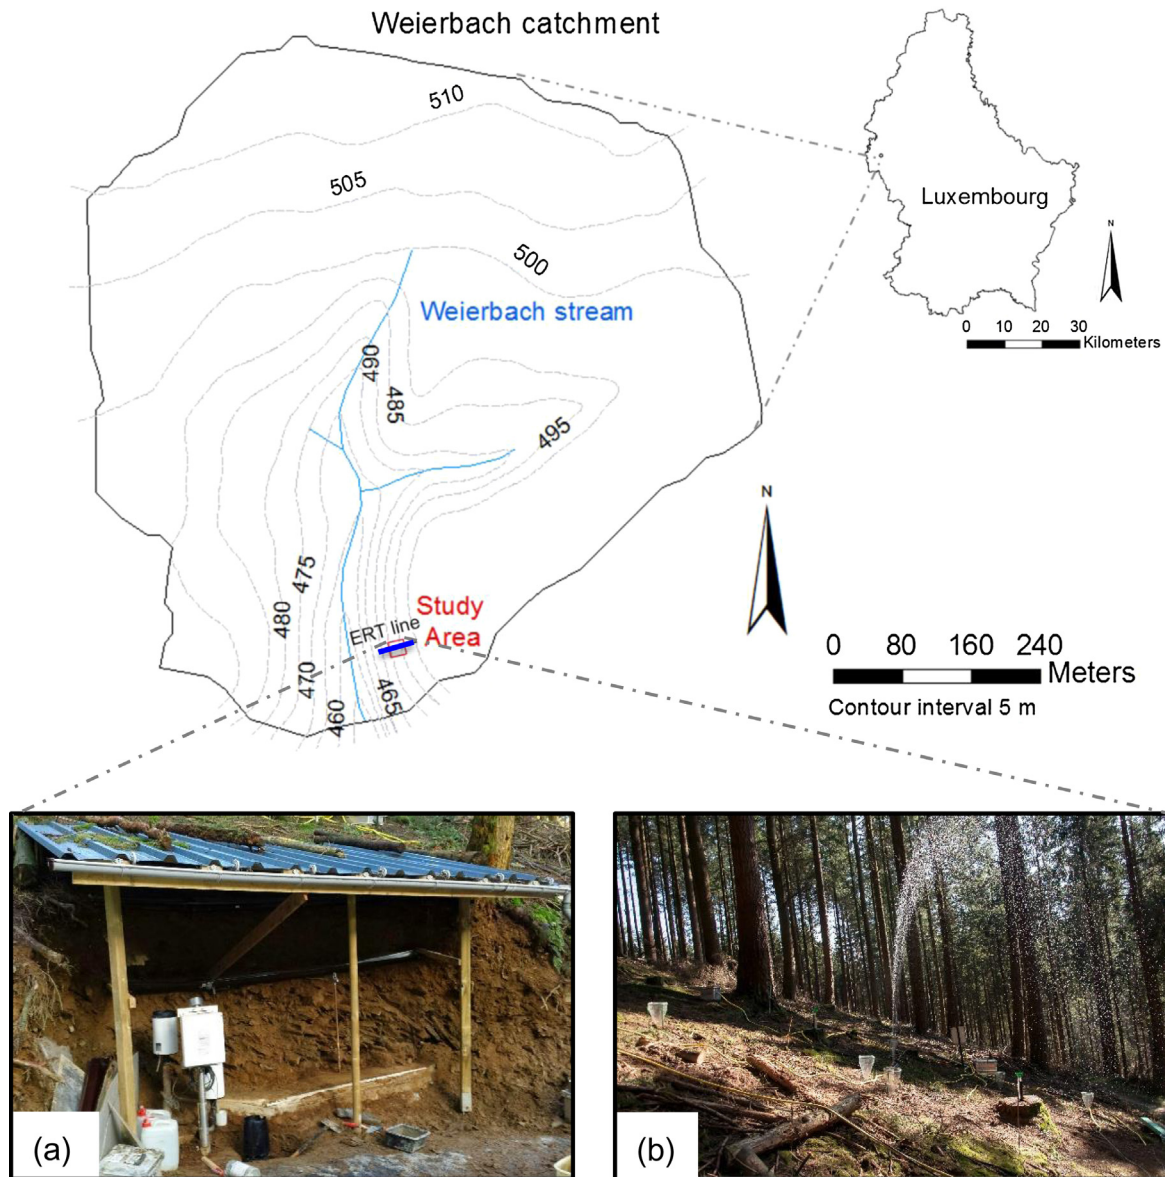 Weierbach catchment
510
505
500
Weierbach stream
490
485
495
475
480
470
460
465
ERT line
Study
Area
Luxembourg
N
0 10 20 30
Kilometers
N
0 80 160 240
Meters
Contour interval 5 m
(a)
(b)